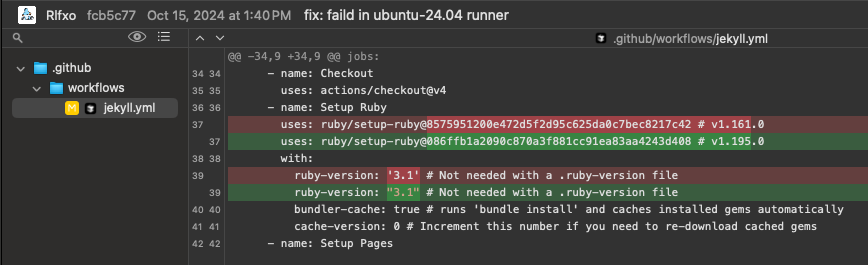 Rlfxo fcb5c77 Oct 15, 2024 at 1:40 PM fix: faild in ubuntu-24.04 runner
.github/workflows/jekyll.yml
.github
workflows
M jekyll.yml
@@ -34,9 +34,9 @@ jobs:
34 34 - name: Checkout
35 35 uses: actions/checkout@v4
36 36 - name: Setup Ruby
37 uses: ruby/setup-ruby@8575951200e472d5f2d95c625da0c7bec8217c42 # v1.161.0
37 uses: ruby/setup-ruby@086ffb1a2090c870a3f881cc91ea83aa4243d408 # v1.195.0
38 38 with:
39 ruby-version: '3.1' # Not needed with a .ruby-version file
39 ruby-version: "3.1" # Not needed with a .ruby-version file
40 40 bundler-cache: true # runs 'bundle install' and caches installed gems automatically
41 41 cache-version: 0 # Increment this number if you need to re-download cached gems
42 42 - name: Setup Pages